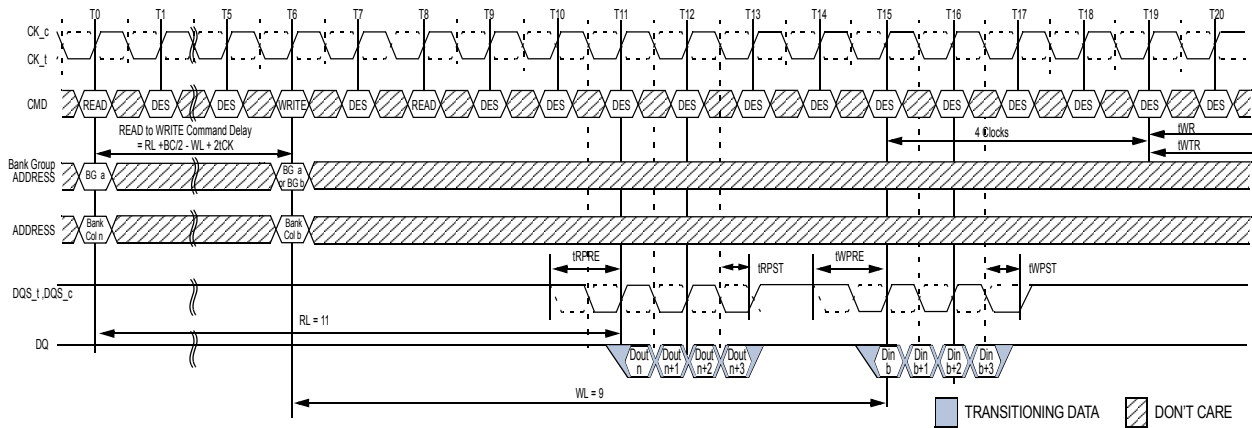 T0 T1 T5 T6 T7 T8 T9 T10 T11 T12 T13 T14 T15 T16 T17 T18 T19 T20
CK_c
CK_t
CMD READ DES DES WRITE DES READ DES DES DES DES DES DES DES DES DES DES DES DES
READ to WRITE Command Delay
= RL +BC/2 - WL + 2tCK
4 Clocks
tWR
tWTR
Bank Group
ADDRESS
BG a
BG a
or BG b
ADDRESS
Bank
Col n
Bank
Col b
tRPRE
tRPST
tWPRE
tWPST
DQS_t ,DQS_c
RL = 11
DQ
Dout
n
Dout
n+1
Dout
n+2
Dout
n+3
Din
b
Din
b+1
Din
b+2
Din
b+3
WL = 9
TRANSITIONING DATA
DON'T CARE